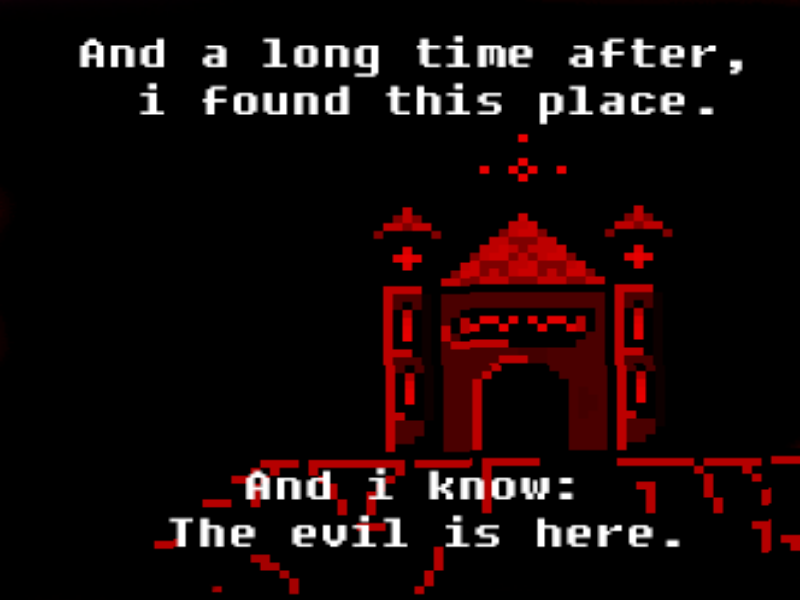 And a long time after,
i found this place.
And i know:
The evil is here.